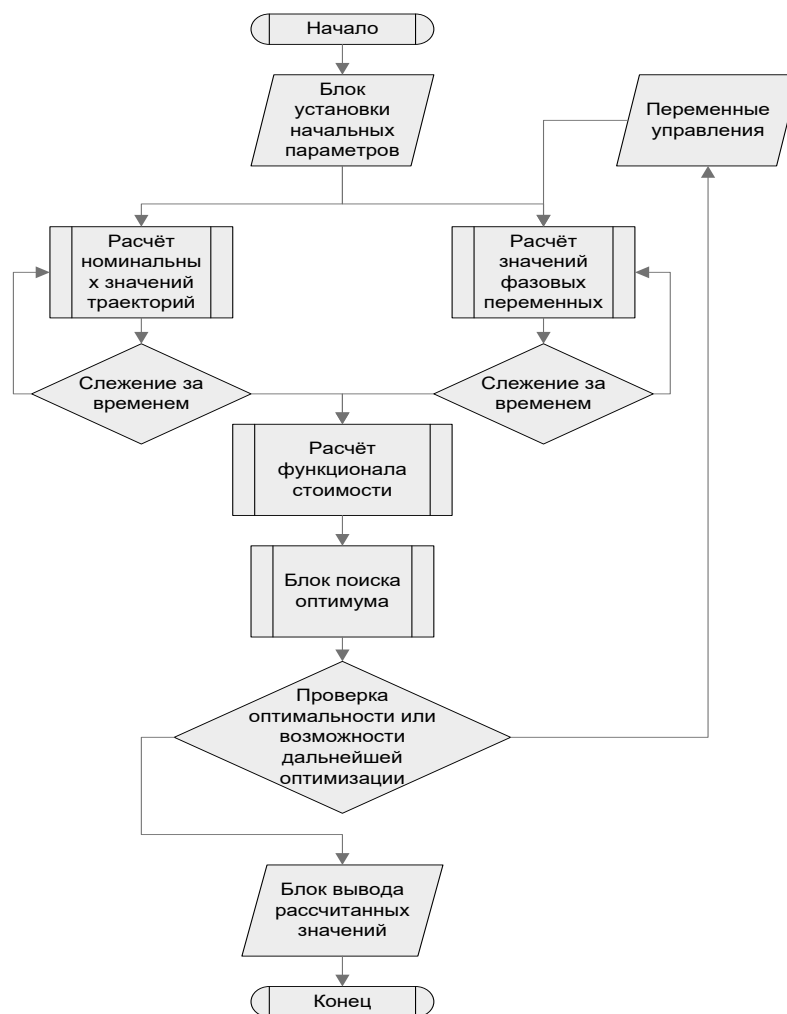 Начало
Блок
установки
начальных
параметров
Переменные
управления
Расчёт
номинальны
х значений
траекторий
Расчёт
значений
фазовых
переменных
Слежение за
временем
Слежение за
временем
Расчёт
функционала
стоимости
Блок поиска
оптимума
Проверка
оптимальности или
возможности
дальнейшей
оптимизации
Блок вывода
рассчитанных
значений
Конец